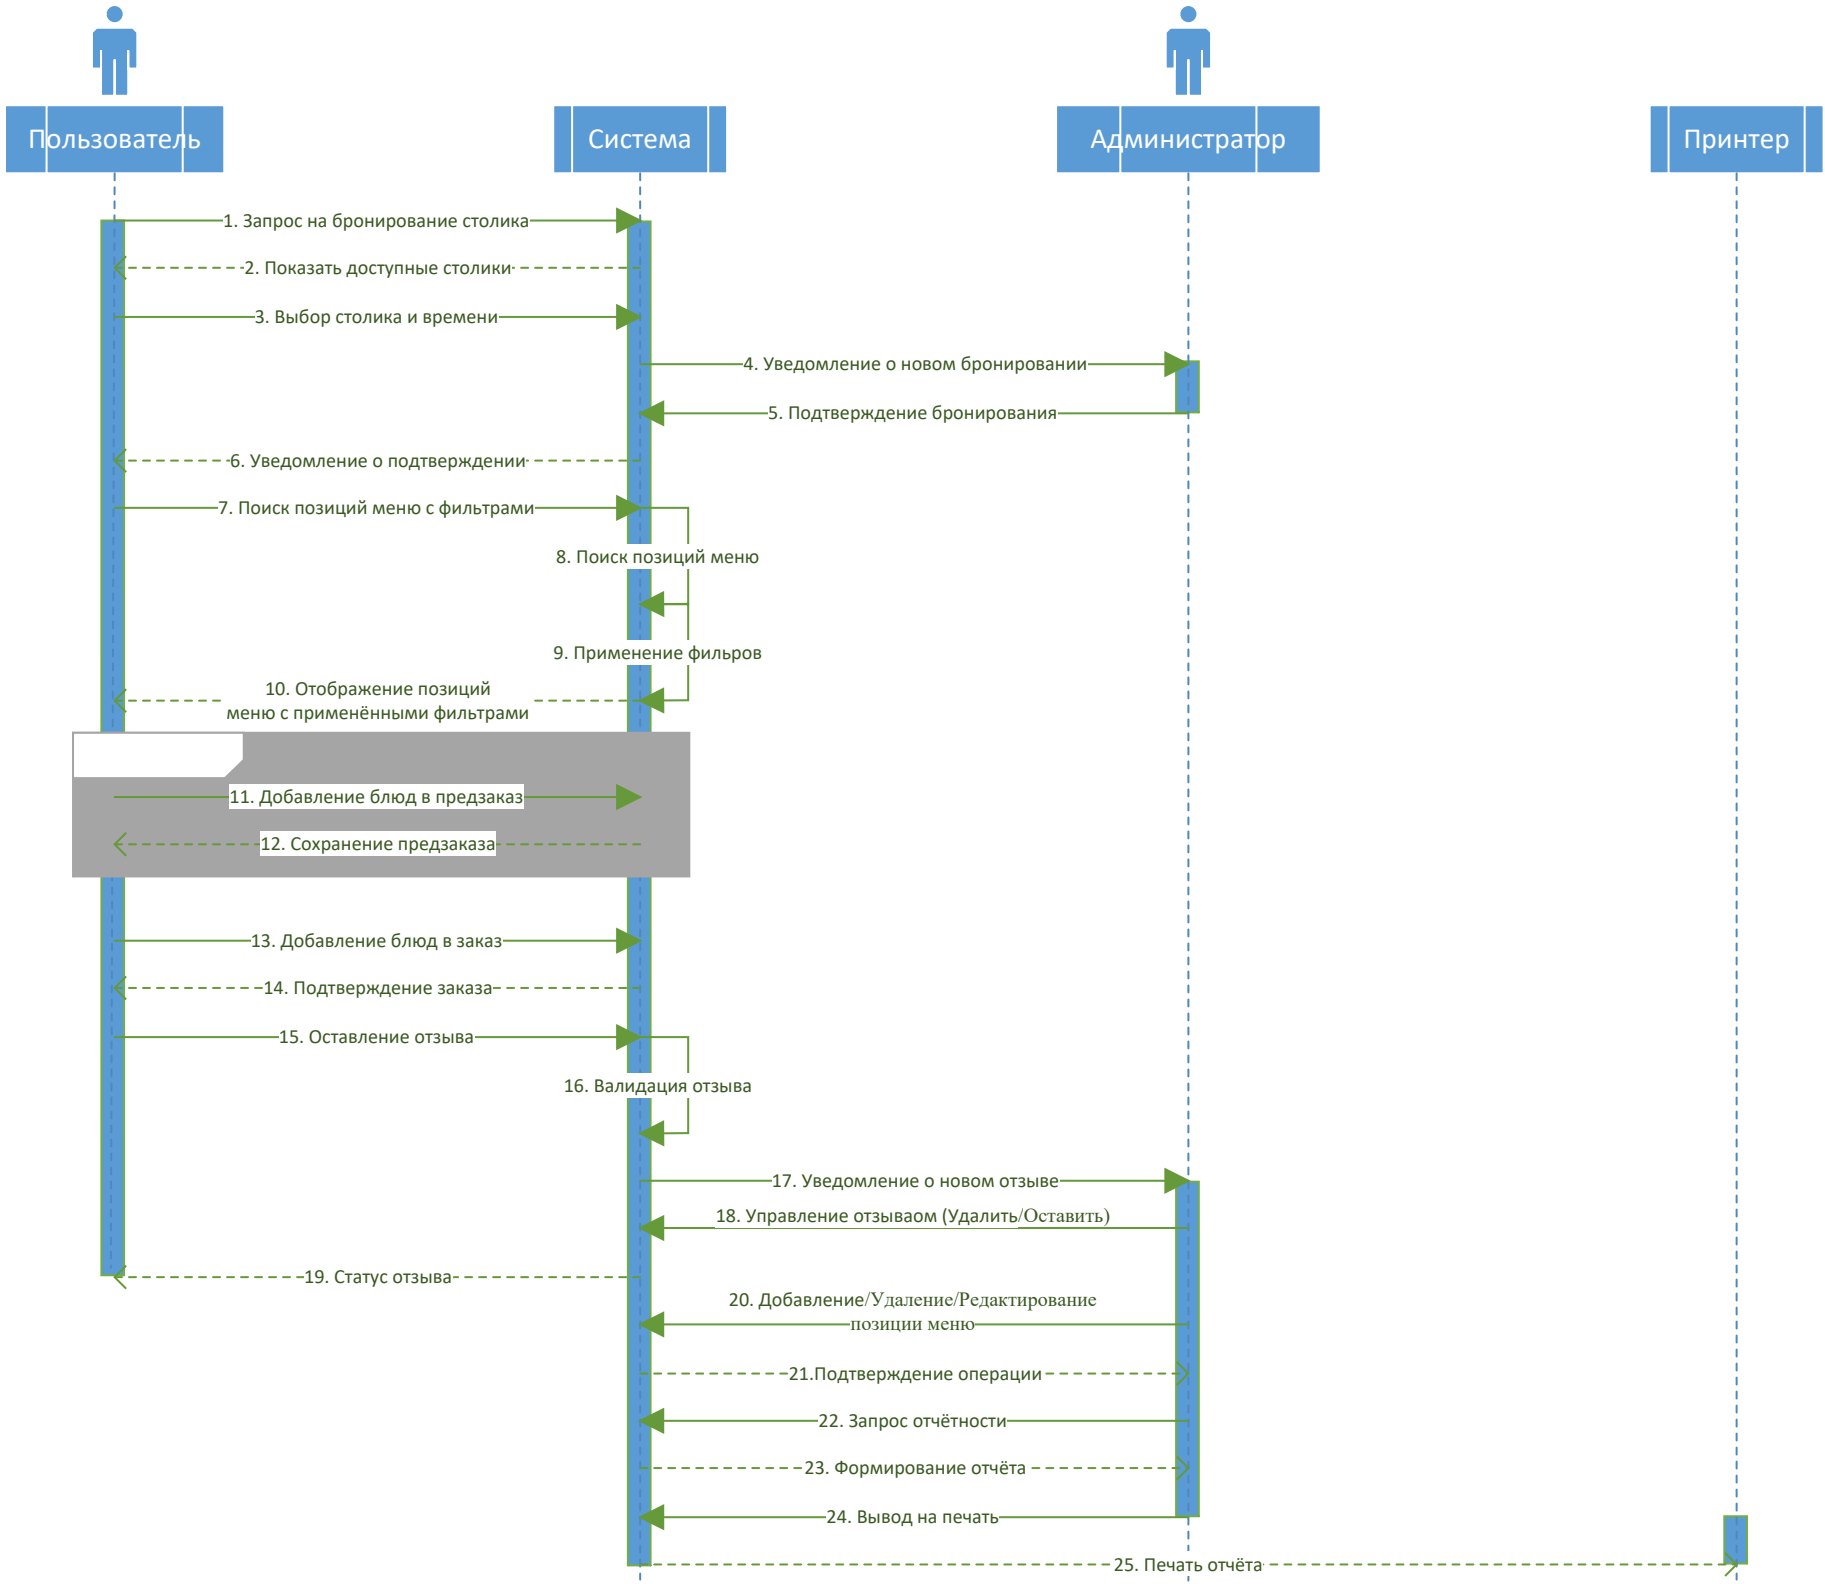 Пользователь
Система
Администратор
Принтер
1. Запрос на бронирование столика
2. Показать доступные столики
3. Выбор столика и времени
4. Уведомление о новом бронировании
5. Подтверждение бронирования
6. Уведомление о подтверждении
7. Поиск позиций меню с фильтрами
8. Поиск позиций меню
9. Применение фильров
10. Отображение позиций
меню с применёнными фильтрами
11. Добавление блюд в предзаказ
12. Сохранение предзаказа
13. Добавление блюд в заказ
14. Подтверждение заказа
15. Оставление отзыва
16. Валидация отзыва
17. Уведомление о новом отзыве
18. Управление отзываом (Удалить/Оставить)
19. Статус отзыва
20. Добавление/Удаление/Редактирование
позиции меню
21.Подтверждение операции
22. Запрос отчётности
23. Формирование отчёта
24. Вывод на печать
25. Печать отчёта